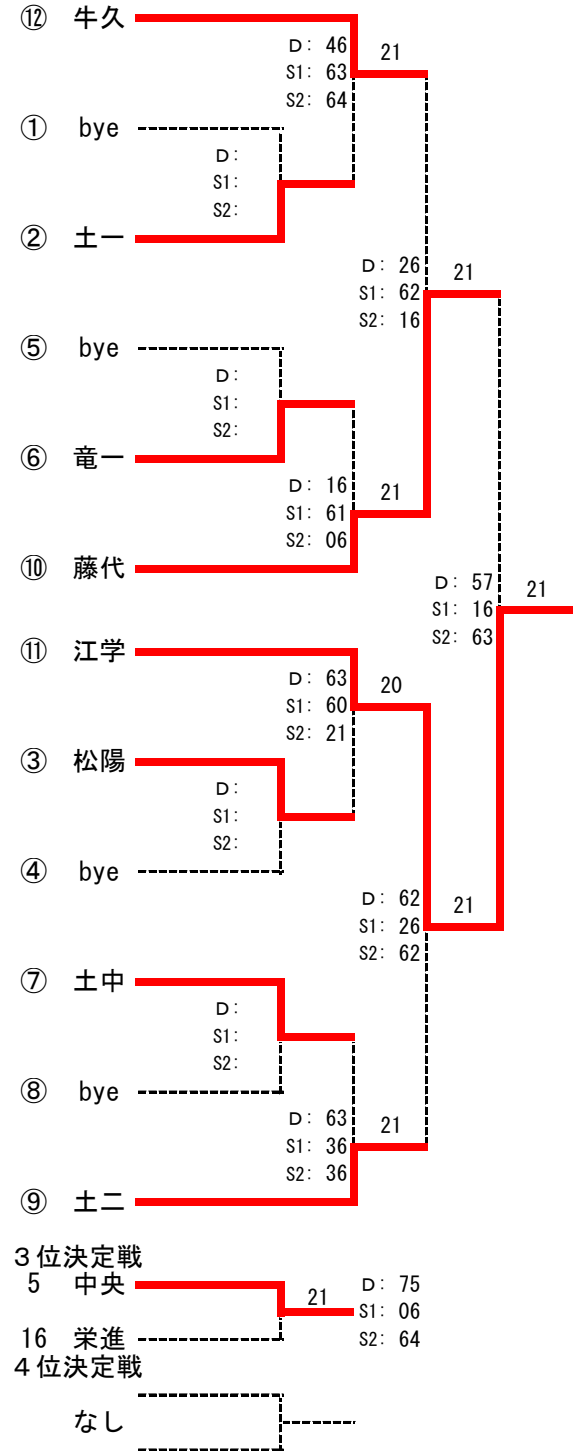 ⑫ 牛久
D: 46 21
S1: 63
S2: 64
① bye
D:
S1:
S2:
② 土一
D: 26 21
S1: 62
S2: 16
⑤ bye
D:
S1:
S2:
⑥ 竜一
D: 16 21
S1: 61
S2: 06
⑩ 藤代
D: 57 21
S1: 16
S2: 63
⑪ 江学
D: 63 20
S1: 60
S2: 21
③ 松陽
D:
S1:
S2:
④ bye
D: 62 21
S1: 26
S2: 62
⑦ 土中
D:
S1:
S2:
⑧ bye
D: 63 21
S1: 36
S2: 36
⑨ 土二
3位決定戦
5 中央
21 D: 75
S1: 06
S2: 64
16 栄進
4位決定戦
なし